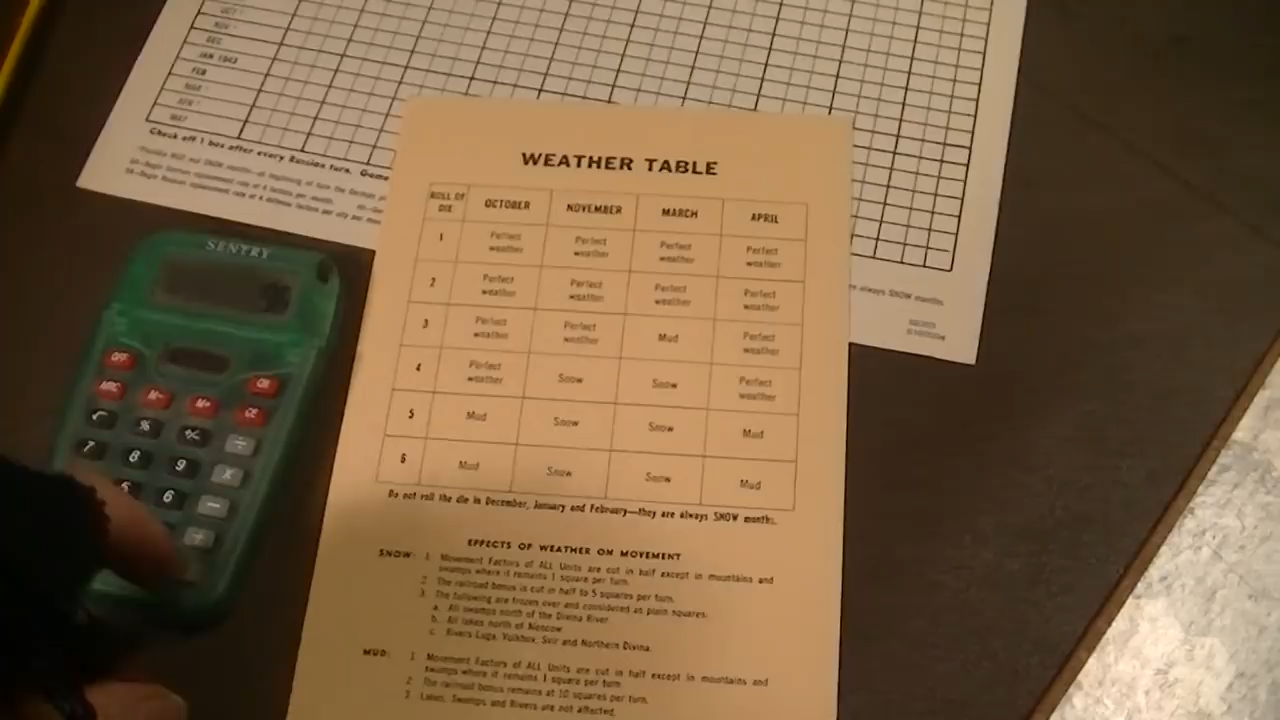 OCT
NOV
DEC
JAN 1943
FEB
MAR
APR
MAY
Check off 1 box after every Russian turn. Game
are always SNOW months
SENTRY
OFF
MRC M- M+ ON
CE
% +/- ÷
7 8 9 X
5 6 −
+
WEATHER TABLE
ROLL OF DIE OCTOBER NOVEMBER MARCH APRIL
1 Perfect weather Perfect weather Perfect weather Perfect weather
2 Perfect weather Perfect weather Perfect weather Perfect weather
3 Perfect weather Perfect weather Mud Perfect weather
4 Perfect weather Snow Snow Perfect weather
5 Mud Snow Snow Mud
6 Mud Snow Snow Mud
Do not roll the die in December, January and February—they are always SNOW months.
EFFECTS OF WEATHER ON MOVEMENT
SNOW: 1. Movement Factors of ALL Units are cut in half except in mountains and
swamps where it remains 1 square per turn.
2. The railroad bonus is cut in half to 5 squares per turn.
3. The following are frozen over and considered as plain squares:
a. All swamps north of the Divina River
b. All lakes north of Moscow
c. Rivers Luga, Volkhov, Svir and Northern Divina.
MUD: 1. Movement Factors of ALL Units are cut in half except in mountains and
swamps where it remains 1 square per turn.
2. The railroad bonus remains at 10 squares per turn.
3. Lakes, Swamps and Rivers are not affected.